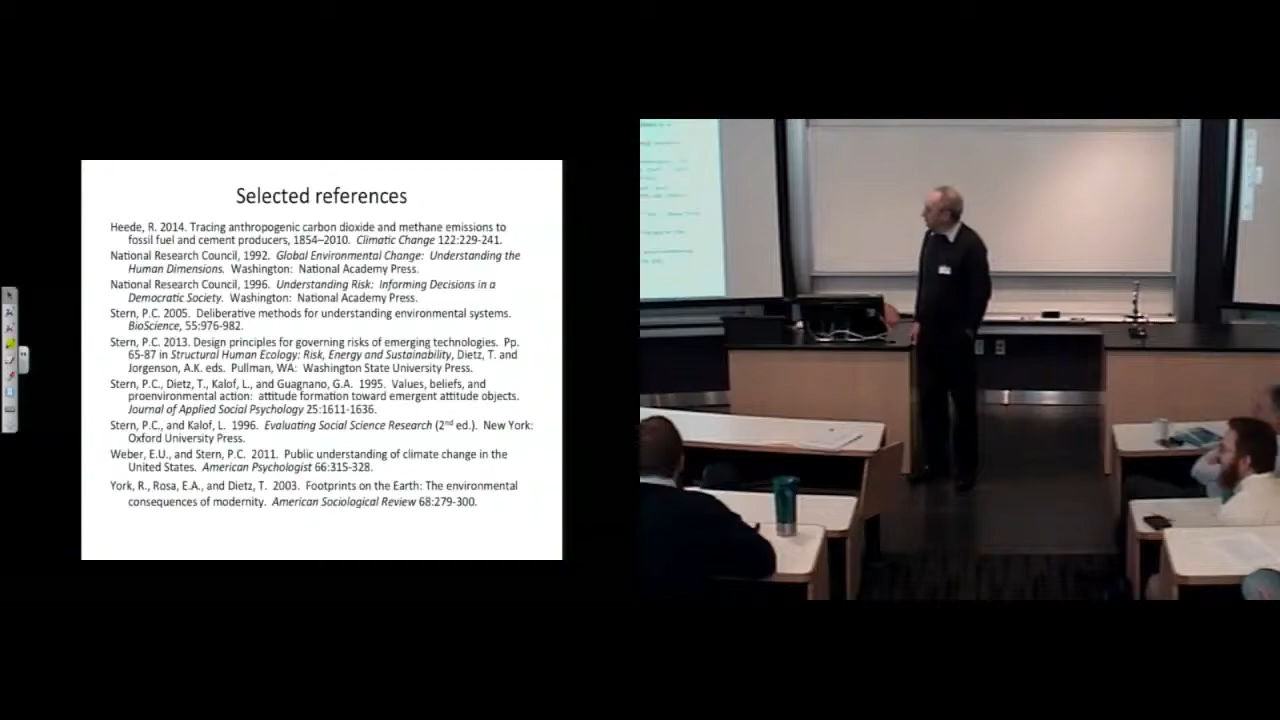 Selected references
Heede, R. 2014. Tracing anthropogenic carbon dioxide and methane emissions to
fossil fuel and cement producers, 1854–2010. Climatic Change 122:229-241.
National Research Council, 1992. Global Environmental Change: Understanding the
Human Dimensions. Washington: National Academy Press.
National Research Council, 1996. Understanding Risk: Informing Decisions in a
Democratic Society. Washington: National Academy Press.
Stern, P.C. 2005. Deliberative methods for understanding environmental systems.
BioScience, 55:976-982.
Stern, P.C. 2013. Design principles for governing risks of emerging technologies. Pp.
65-87 in Structural Human Ecology: Risk, Energy and Sustainability, Dietz, T. and
Jorgenson, A.K. eds. Pullman, WA: Washington State University Press.
Stern, P.C., Dietz, T., Kalof, L., and Guagnano, G.A. 1995. Values, beliefs, and
proenvironmental action: attitude formation toward emergent attitude objects.
Journal of Applied Social Psychology 25:1611-1636.
Stern, P.C., and Kalof, L. 1996. Evaluating Social Science Research (2nd ed.). New York:
Oxford University Press.
Weber, E.U., and Stern, P.C. 2011. Public understanding of climate change in the
United States. American Psychologist 66:315-328.
York, R., Rosa, E.A., and Dietz, T. 2003. Footprints on the Earth: The environmental
consequences of modernity. American Sociological Review 68:279-300.